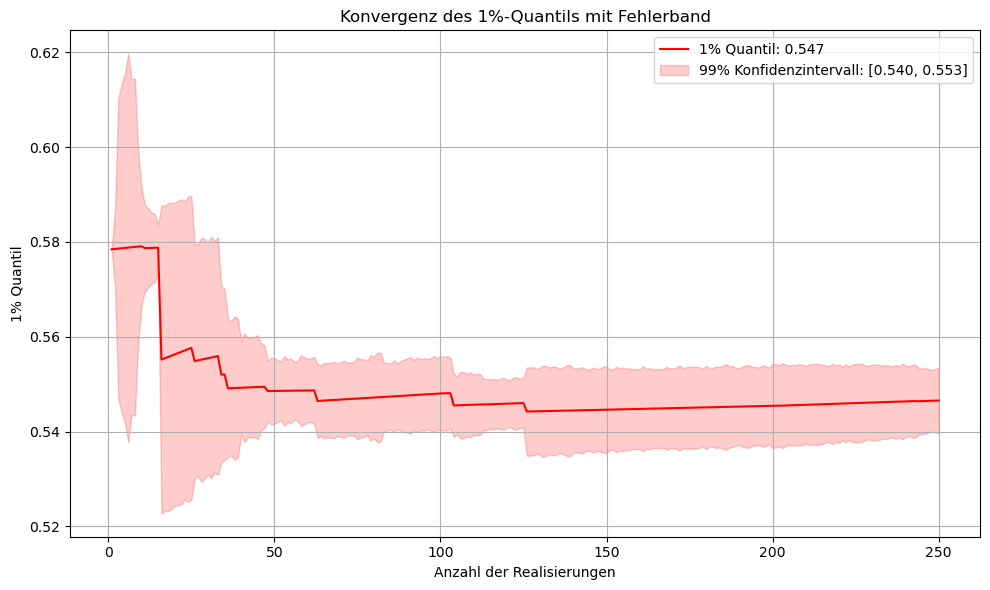 Konvergenz des 1%-Quantils mit Fehlerband
1% Quantil: 0.547
99% Konfidenzintervall: [0.540, 0.553]
1% Quantil
0.62
0.60
0.58
0.56
0.54
0.52
0 50 100 150 200 250
Anzahl der Realisierungen